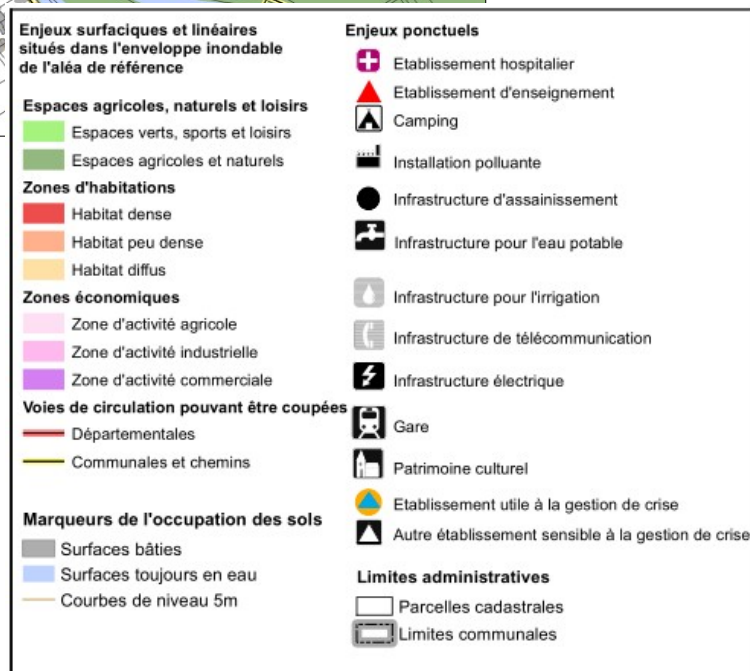 Enjeux surfaciques et linéaires
situés dans l'enveloppe inondable
de l'aléa de référence
Espaces agricoles, naturels et loisirs
Espaces verts, sports et loisirs
Espaces agricoles et naturels
Zones d'habitations
Habitat dense
Habitat peu dense
Habitat diffus
Zones économiques
Zone d'activité agricole
Zone d'activité industrielle
Zone d'activité commerciale
Voies de circulation pouvant être coupées
Départementales
Communales et chemins
Marqueurs de l'occupation des sols
Surfaces bâties
Surfaces toujours en eau
Courbes de niveau 5m
Enjeux ponctuels
Etablissement hospitalier
Etablissement d'enseignement
Camping
Installation polluante
Infrastructure d'assainissement
Infrastructure pour l'eau potable
Infrastructure pour l'irrigation
Infrastructure de télécommunication
Infrastructure électrique
Gare
Patrimoine culturel
Etablissement utile à la gestion de crise
Autre établissement sensible à la gestion de crise
Limites administratives
Parcelles cadastrales
Limites communales